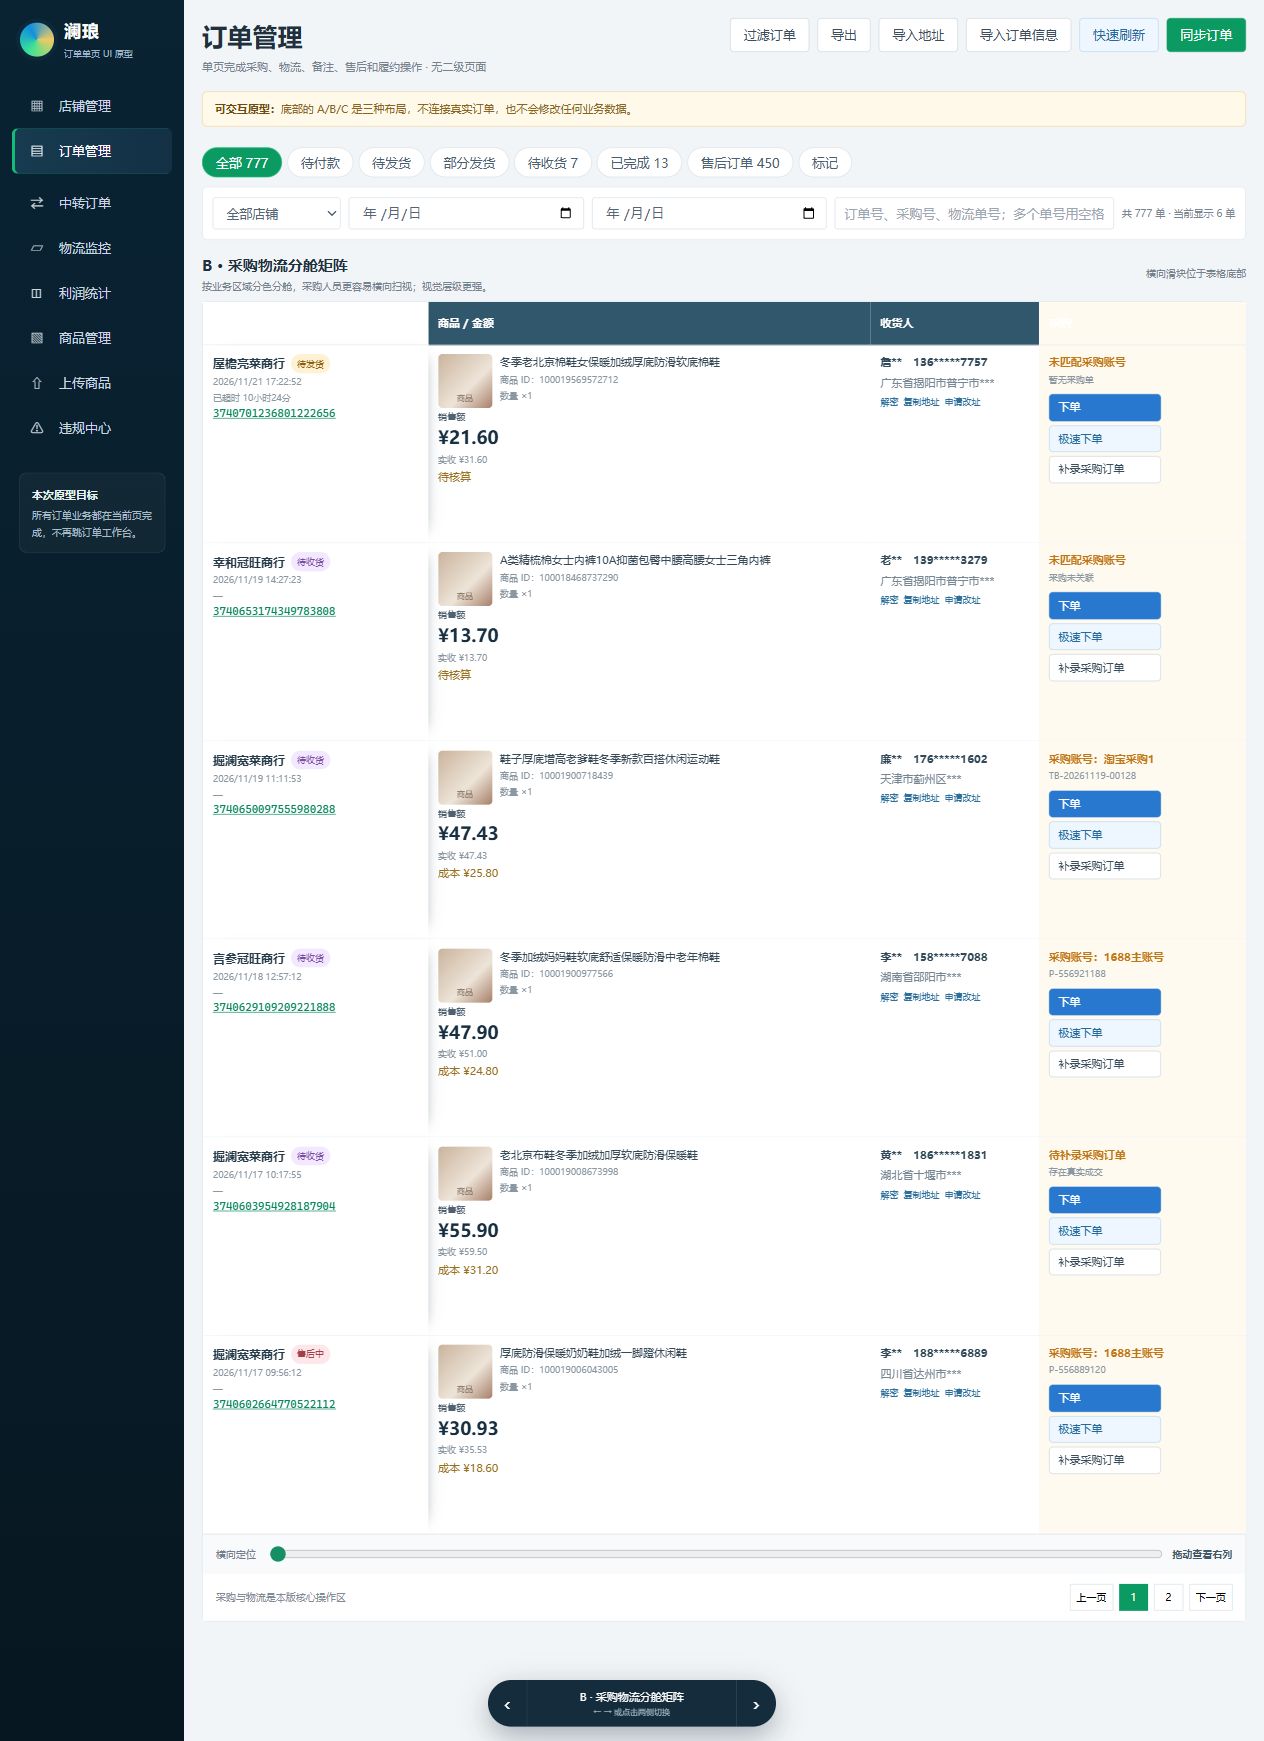 澜琅
订单单页 UI 原型
店铺管理
订单管理
中转订单
物流监控
利润统计
商品管理
上传商品
违规中心
本次原型目标
所有订单业务都在当前页完
成，不再跳订单工作台。
订单管理
单页完成采购、物流、备注、售后和履约操作 · 无二级页面
过滤订单 导出 导入地址 导入订单信息 快速刷新 同步订单
可交互原型：底部的 A/B/C 是三种布局，不连接真实订单，也不会修改任何业务数据。
全部 777 待付款 待发货 部分发货 待收货 7 已完成 13 售后订单 450 标记
全部店铺 年 /月/日 年 /月/日 订单号、采购号、物流单号；多个单号用空格 共 777 单 · 当前显示 6 单
B · 采购物流分舱矩阵
按业务区域分色分舱，采购人员更容易横向扫视；视觉层级更强。
横向滑块位于表格底部
商品 / 金额 收货人
屋檐亮菜商行 待发货
2026/11/21 17:22:52
已超时 10小时24分
3740701236801222656
商品
冬季老北京棉鞋女保暖加绒厚底防滑软底棉鞋
商品 ID：100019569572712
数量 ×1
销售额
¥21.60
实收 ¥31.60
待核算
詹** 136*****7757
广东省揭阳市普宁市***
解密 复制地址 申请改址
未匹配采购账号
暂无采购单
下单
极速下单
补录采购订单
幸和冠旺商行 待收货
2026/11/19 14:27:23
—
3740653174349783808
商品
A类精梳棉女士内裤10A抑菌包臀中腰高腰女士三角内裤
商品 ID：100018468737290
数量 ×1
销售额
¥13.70
实收 ¥13.70
待核算
老** 139*****3279
广东省揭阳市普宁市***
解密 复制地址 申请改址
未匹配采购账号
采购未关联
下单
极速下单
补录采购订单
掘澜宽菜商行 待收货
2026/11/19 11:11:53
—
3740650097555980288
商品
鞋子厚底增高老爹鞋冬季新款百搭休闲运动鞋
商品 ID：10001900718439
数量 ×1
销售额
¥47.43
实收 ¥47.43
成本 ¥25.80
廉** 176*****1602
天津市蓟州区***
解密 复制地址 申请改址
采购账号：淘宝采购1
TB-20261119-00128
下单
极速下单
补录采购订单
言参冠旺商行 待收货
2026/11/18 12:57:12
—
3740629109209221888
商品
冬季加绒妈妈鞋软底舒适保暖防滑中老年棉鞋
商品 ID：10001900977566
数量 ×1
销售额
¥47.90
实收 ¥51.00
成本 ¥24.80
李** 158*****7088
湖南省邵阳市***
解密 复制地址 申请改址
采购账号：1688主账号
P-556921188
下单
极速下单
补录采购订单
掘澜宽菜商行 待收货
2026/11/17 10:17:55
—
3740603954928187904
商品
老北京布鞋冬季加绒加厚软底防滑保暖鞋
商品 ID：100019008673998
数量 ×1
销售额
¥55.90
实收 ¥59.50
成本 ¥31.20
黄** 186*****1831
湖北省十堰市***
解密 复制地址 申请改址
待补录采购订单
存在真实成交
下单
极速下单
补录采购订单
掘澜宽菜商行 售后中
2026/11/17 09:56:12
—
3740602664770522112
商品
厚底防滑保暖奶奶鞋加绒一脚蹬休闲鞋
商品 ID：100019006043005
数量 ×1
销售额
¥30.93
实收 ¥35.53
成本 ¥18.60
李** 188*****6889
四川省达州市***
解密 复制地址 申请改址
采购账号：1688主账号
P-556889120
下单
极速下单
补录采购订单
横向定位 拖动查看右列
采购与物流是本版核心操作区
上一页 1 2 下一页
‹ B · 采购物流分舱矩阵 ›
← → 或点击两侧切换